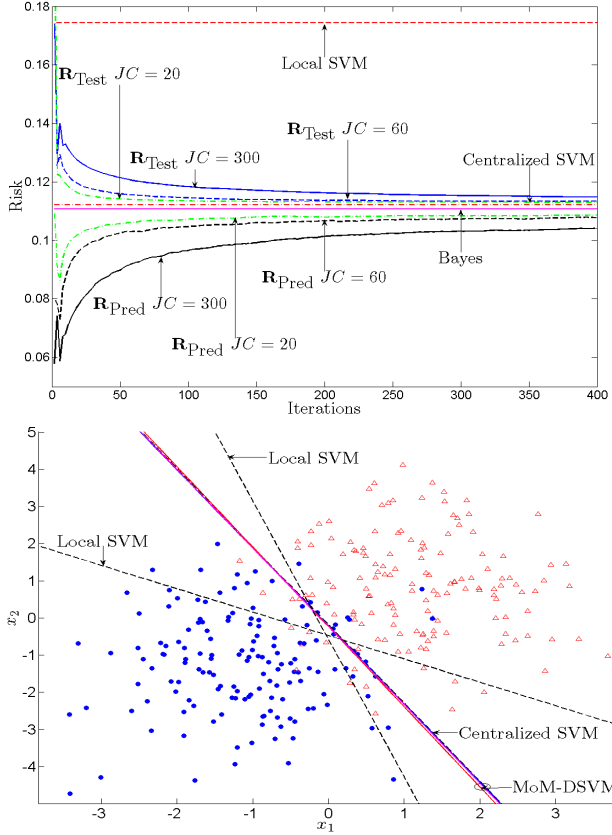 0.18
0.16
0.14
0.12
0.1
0.08
0.06
Risk
0 50 100 150 200 250 300 350 400
Iterations
Local SVM
R_Test JC = 20
R_Test JC = 60
R_Test JC = 300
Centralized SVM
Bayes
R_Pred JC = 60
R_Pred JC = 300
R_Pred JC = 20
5
4
3
2
1
0
-1
-2
-3
-4
x_2
-3 -2 -1 0 1 2 3
x_1
Local SVM
Local SVM
Centralized SVM
MoM-DSVM